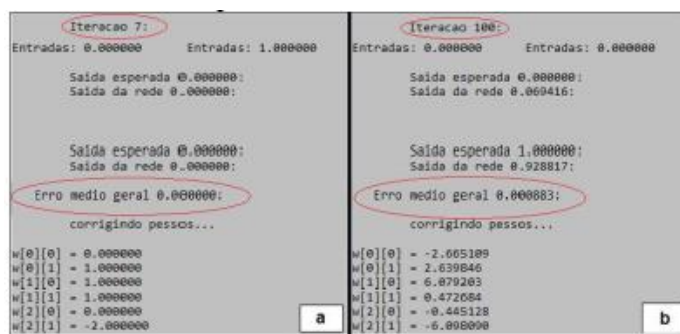 Iteracao 7:
Entradas: 0.000000 Entradas: 1.000000
Saida esperada 0.000000:
Saida da rede 0.000000:
Saida esperada 0.000000:
Saida da rede 0.000000:
Erro medio geral 0.000000:
corrigindo pessos...
w[0][0] = 0.000000
w[0][1] = 1.000000
w[1][0] = 1.000000
w[1][1] = 1.000000
w[2][0] = 0.000000
w[2][1] = -2.000000
a
Iteracao 100:
Entradas: 0.000000 Entradas: 0.000000
Saida esperada 0.000000:
Saida da rede 0.069416:
Saida esperada 1.000000:
Saida da rede 0.928817:
Erro medio geral 0.000883:
corrigindo pessos...
w[0][0] = -2.665109
w[0][1] = 2.639846
w[1][0] = 6.079203
w[1][1] = 0.472684
w[2][0] = -0.445128
w[2][1] = -6.098090
b